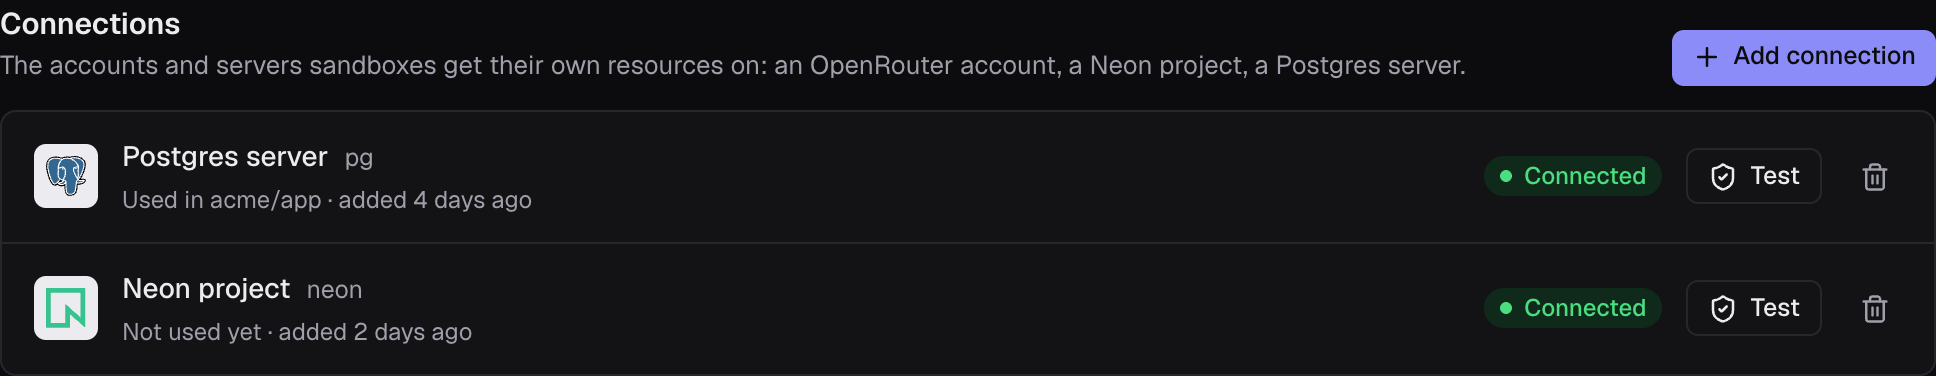 Connections
The accounts and servers sandboxes get their own resources on: an OpenRouter account, a Neon project, a Postgres server.
+ Add connection
Postgres server pg
Used in acme/app · added 4 days ago
Connected
Test
Neon project neon
Not used yet · added 2 days ago
Connected
Test